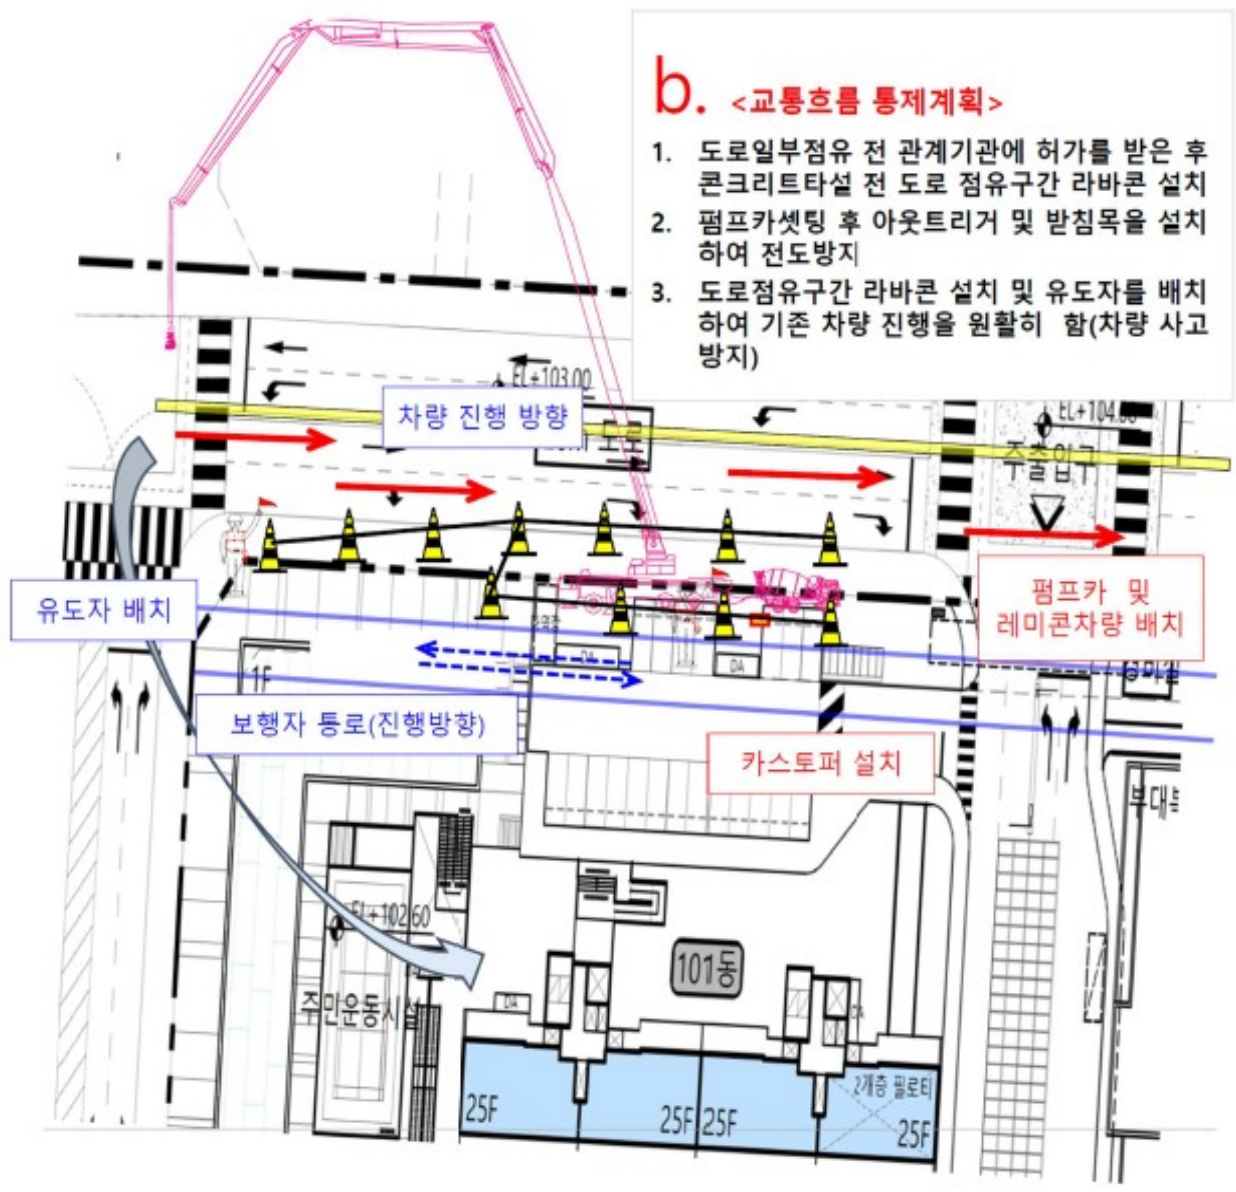 b. <교통흐름 통제계획>
1. 도로일부점유 전 관계기관에 허가를 받은 후
콘크리트타설 전 도로 점유구간 라바콘 설치
2. 펌프카셋팅 후 아웃트리거 및 받침목을 설치
하여 전도방지
3. 도로점유구간 라바콘 설치 및 유도자를 배치
하여 기존 차량 진행을 원활히 함(차량 사고
방지)
EL+103.00
차량 진행 방향
도로
주출입구
유도자 배치
펌프카 및
레미콘차량 배치
DA
DA
1F
보행자 통로(진행방향)
카스토퍼 설치
부대
EL+102.60
101동
주민운동시설
DA
DA
2개층 필로티
25F
25F
25F
25F